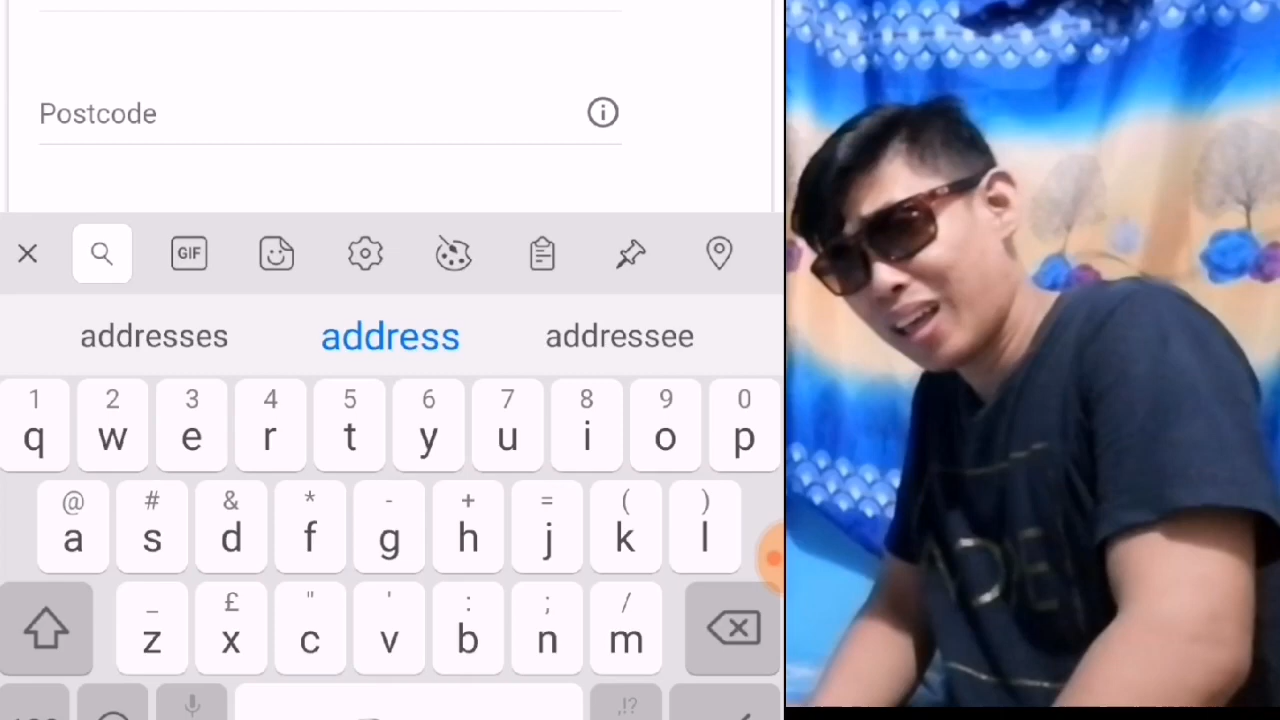 Postcode
GIF
addresses address addressee
1 2 3 4 5 6 7 8 9 0
q w e r t y u i o p
@ # & * - + = ( )
a s d f g h j k l
_ £ " ' : ; /
z x c v b n m
,!?